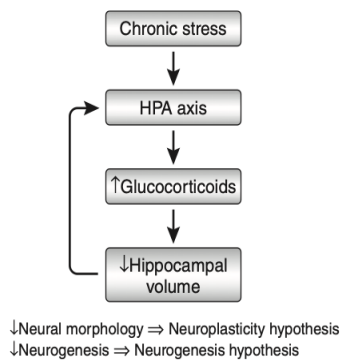 Chronic stress
HPA axis
↑Glucocorticoids
↓Hippocampal
volume
↓Neural morphology ⇒ Neuroplasticity hypothesis
↓Neurogenesis ⇒ Neurogenesis hypothesis